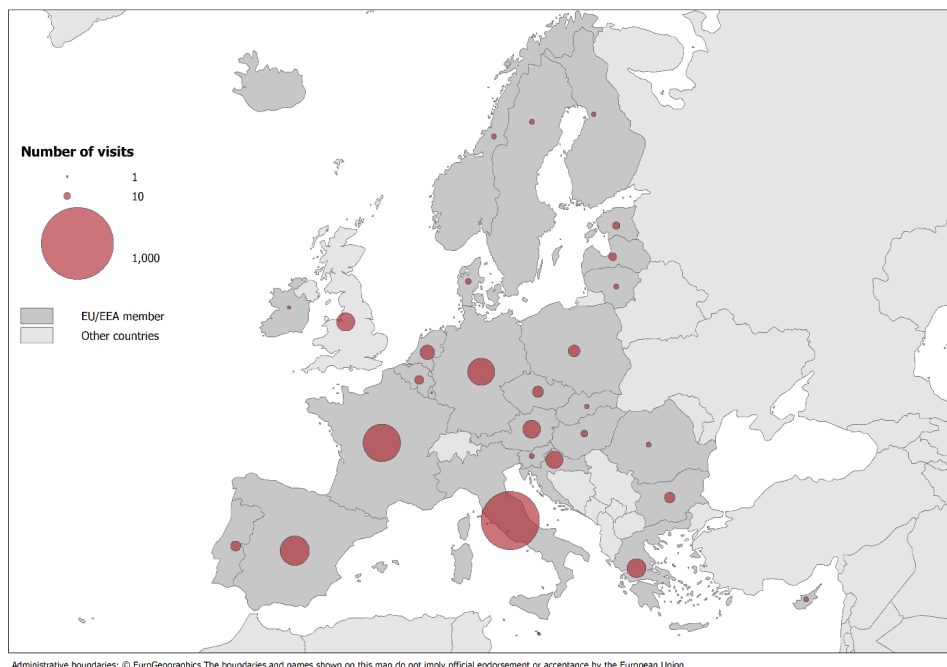 Number of visits
1
10
1,000
EU/EEA member
Other countries
Administrative boundaries: © EuroGeographics The boundaries and names shown on this map do not imply official endorsement or acceptance by the European Union